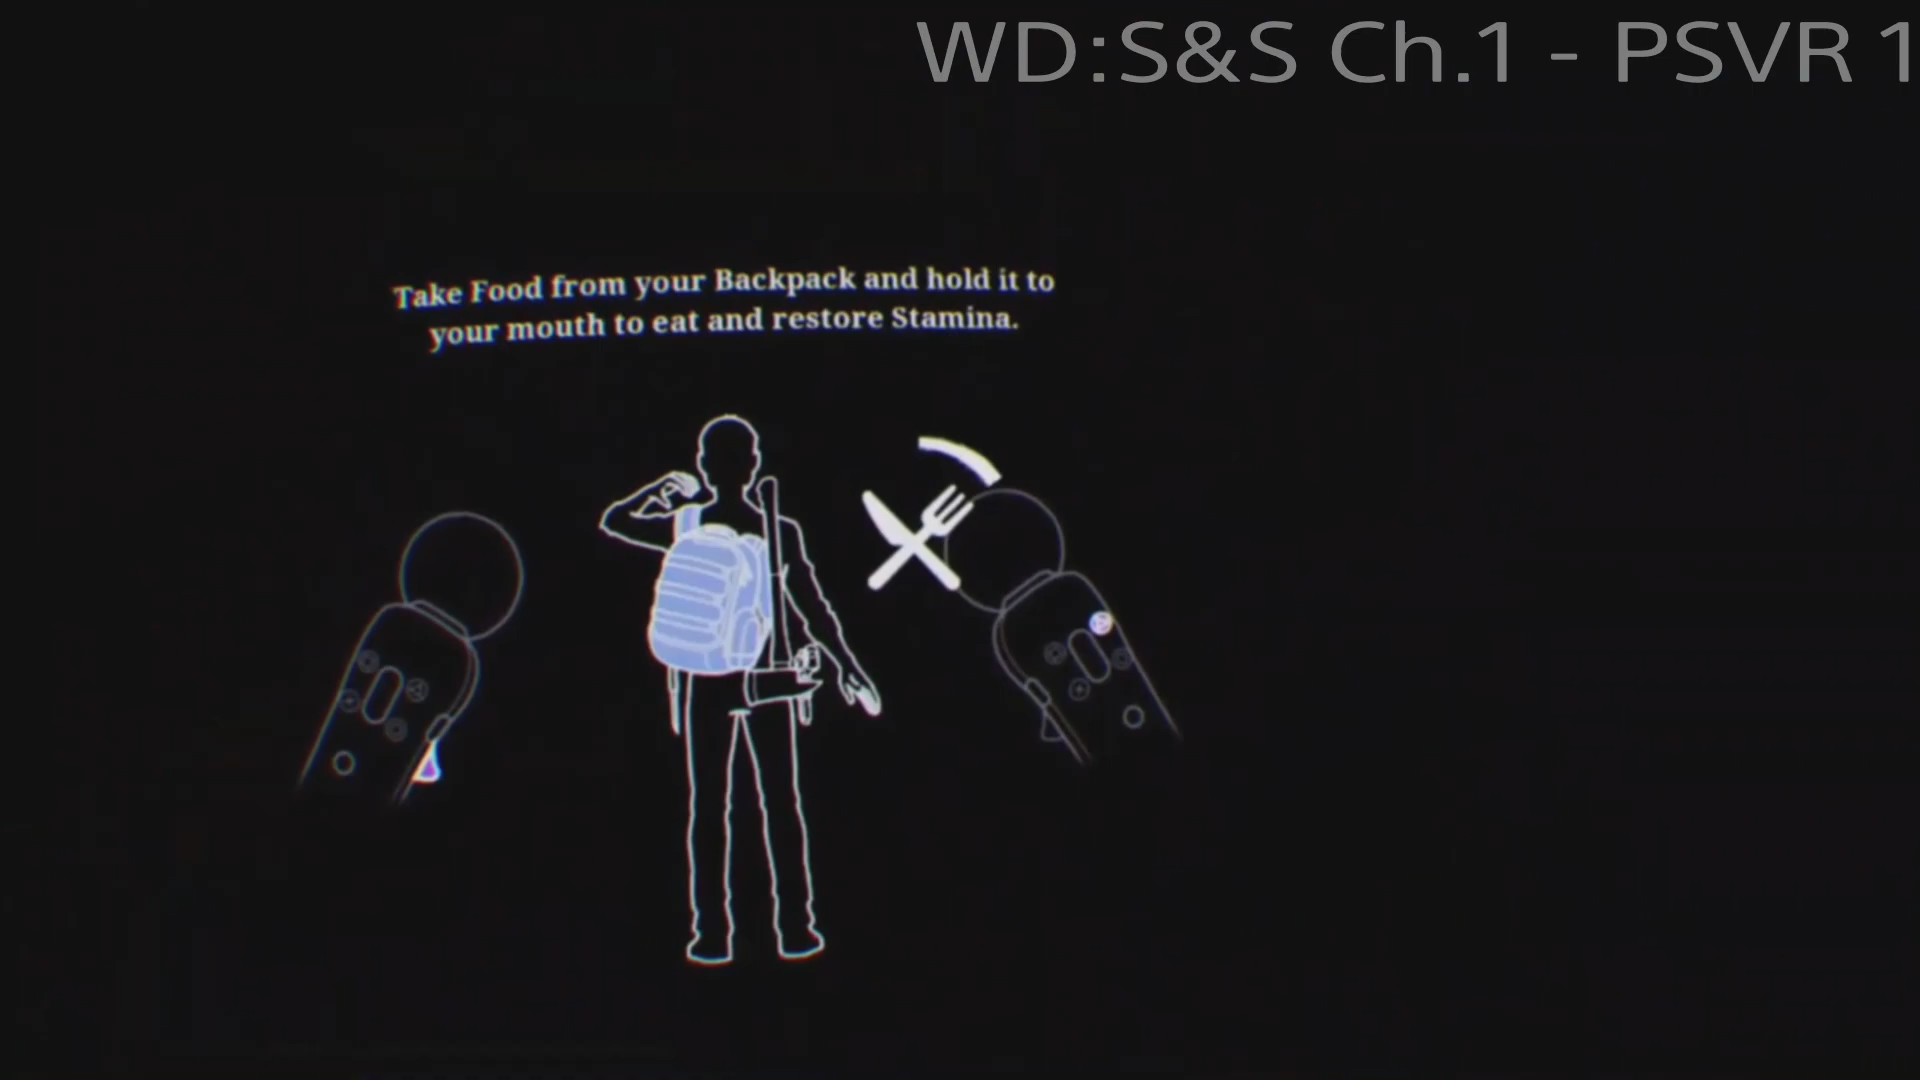 WD:S&S Ch.1 - PSVR 1
Take Food from your Backpack and hold it to
your mouth to eat and restore Stamina.